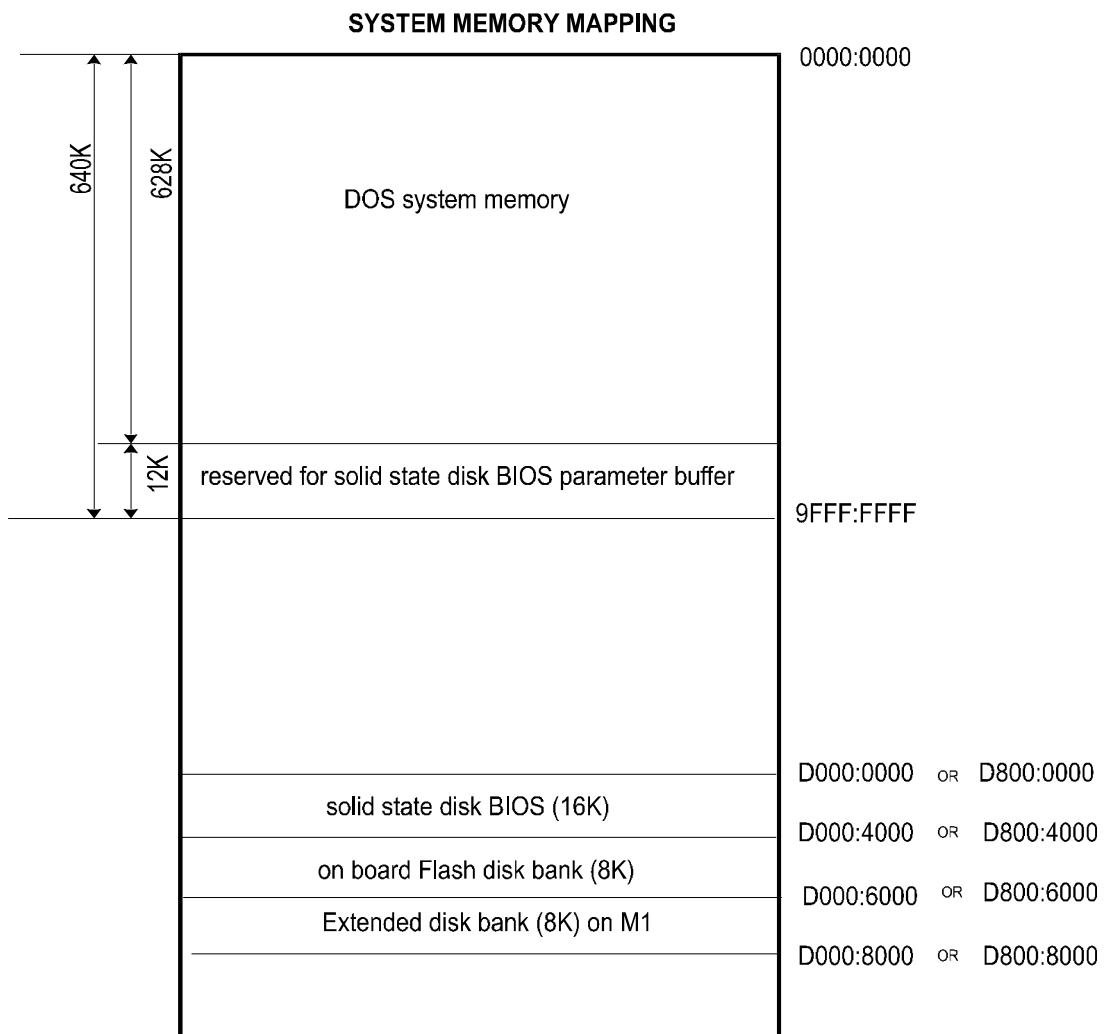 SYSTEM MEMORY MAPPING
0000:0000
640K
628K
DOS system memory
12K
reserved for solid state disk BIOS parameter buffer
9FFF:FFFF
D000:0000 OR D800:0000
solid state disk BIOS (16K)
D000:4000 OR D800:4000
on board Flash disk bank (8K)
D000:6000 OR D800:6000
Extended disk bank (8K) on M1
D000:8000 OR D800:8000